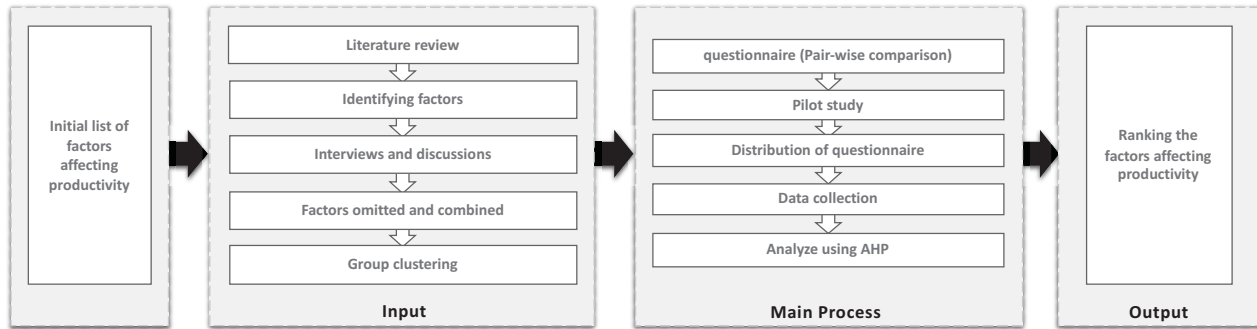 Initial list of
factors
affecting
productivity
Literature review
Identifying factors
Interviews and discussions
Factors omitted and combined
Group clustering
Input
questionnaire (Pair-wise comparison)
Pilot study
Distribution of questionnaire
Data collection
Analyze using AHP
Main Process
Ranking the
factors affecting
productivity
Output